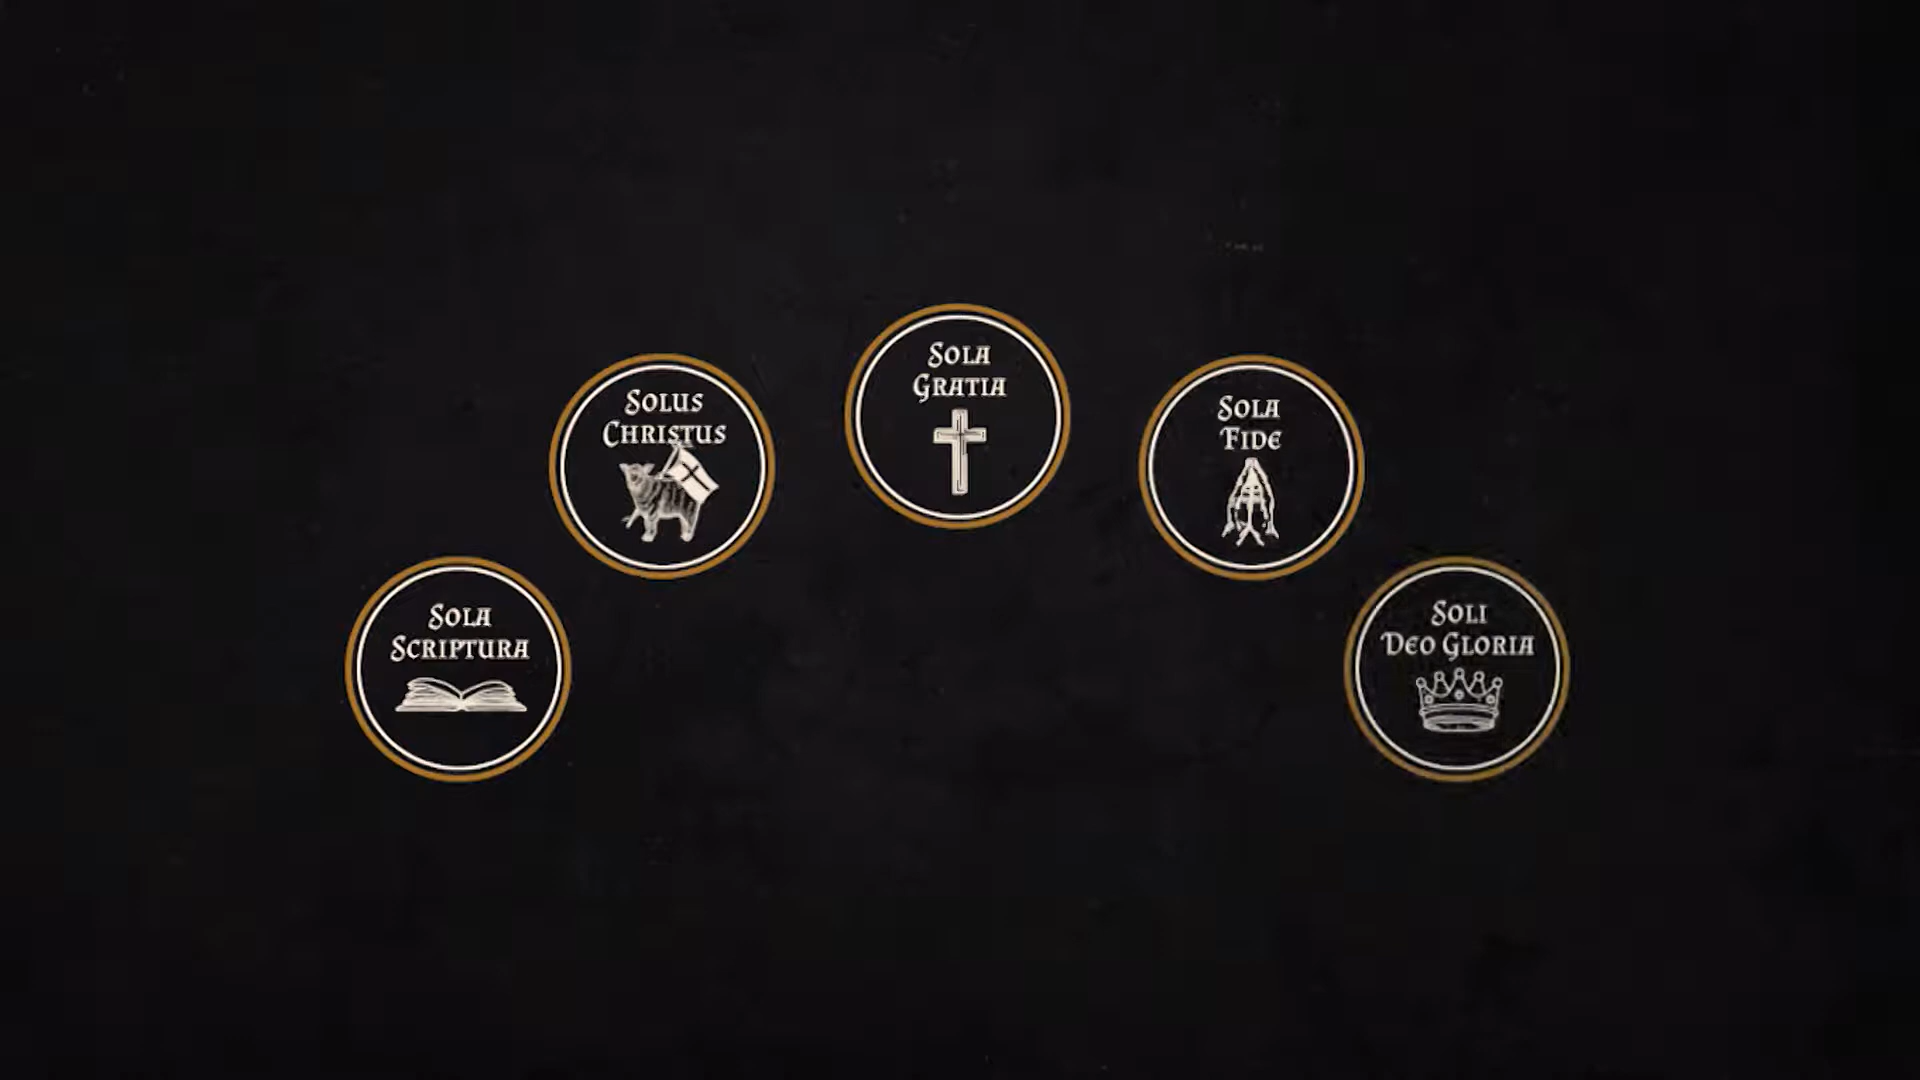 Sola
Scriptura
Solus
Christus
Sola
Gratia
Sola
Fide
Soli
Deo Gloria